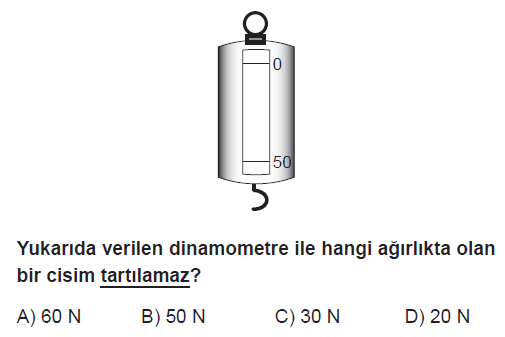 0
50
Yukarıda verilen dinamometre ile hangi ağırlıkta olan
bir cisim tartılamaz?
A) 60 N B) 50 N C) 30 N D) 20 N